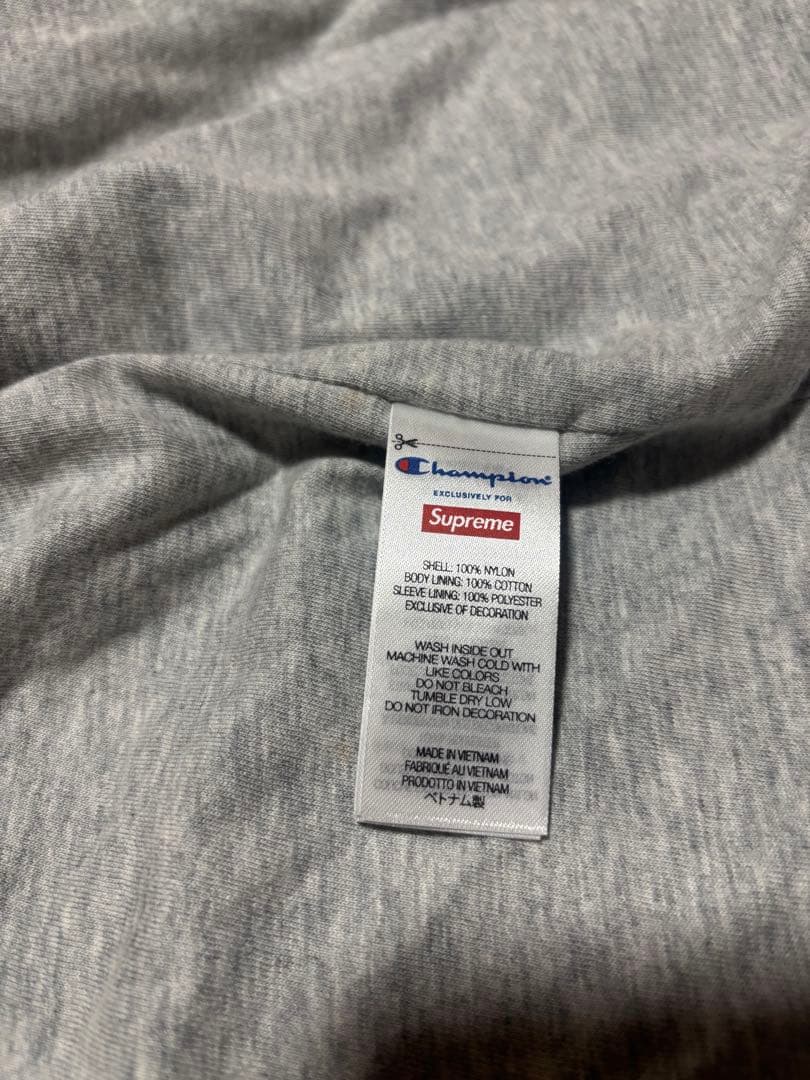 Champion
EXCLUSIVELY FOR
Supreme
SHELL: 100% NYLON
BODY LINING: 100% COTTON
SLEEVE LINING: 100% POLYESTER
EXCLUSIVE OF DECORATION
WASH INSIDE OUT
MACHINE WASH COLD WITH
LIKE COLORS
DO NOT BLEACH
TUMBLE DRY LOW
DO NOT IRON DECORATION
MADE IN VIETNAM
FABRIQUÉ AU VIETNAM
PRODOTTO IN VIETNAM
ベトナム製